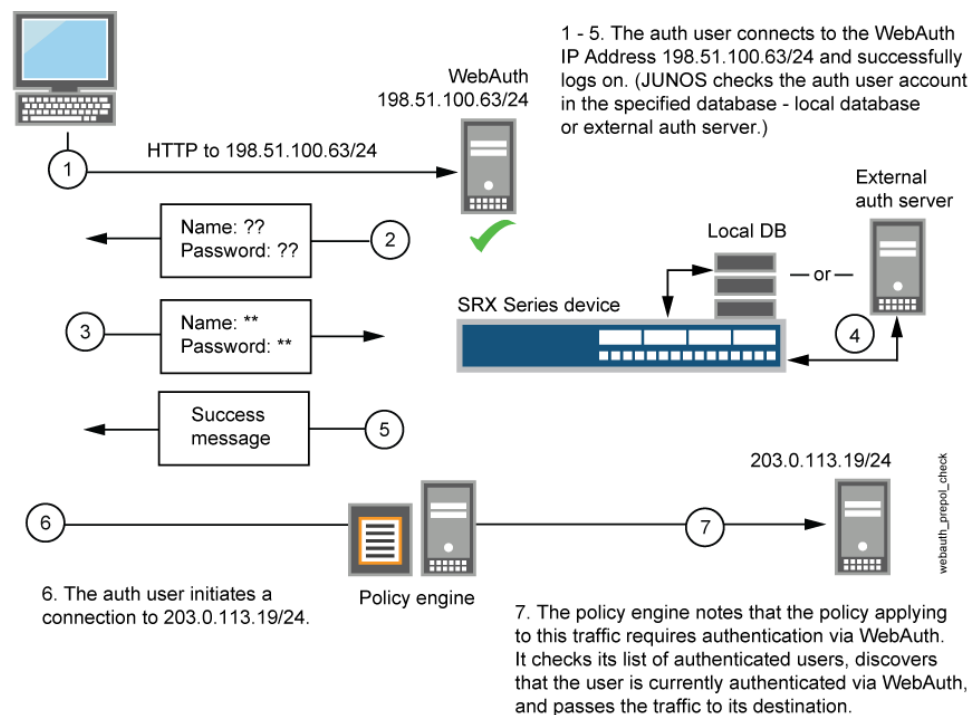 1 - 5. The auth user connects to the WebAuth
IP Address 198.51.100.63/24 and successfully
logs on. (JUNOS checks the auth user account
in the specified database - local database
or external auth server.)
WebAuth
198.51.100.63/24
1
HTTP to 198.51.100.63/24
External
auth server
Name: ??
Password: ??
2
Local DB
or
SRX Series device
3
Name: **
Password: **
4
Success
message
5
203.0.113.19/24
6
7
webauth_prepol_check
Policy engine
6. The auth user initiates a
connection to 203.0.113.19/24.
7. The policy engine notes that the policy applying
to this traffic requires authentication via WebAuth.
It checks its list of authenticated users, discovers
that the user is currently authenticated via WebAuth,
and passes the traffic to its destination.